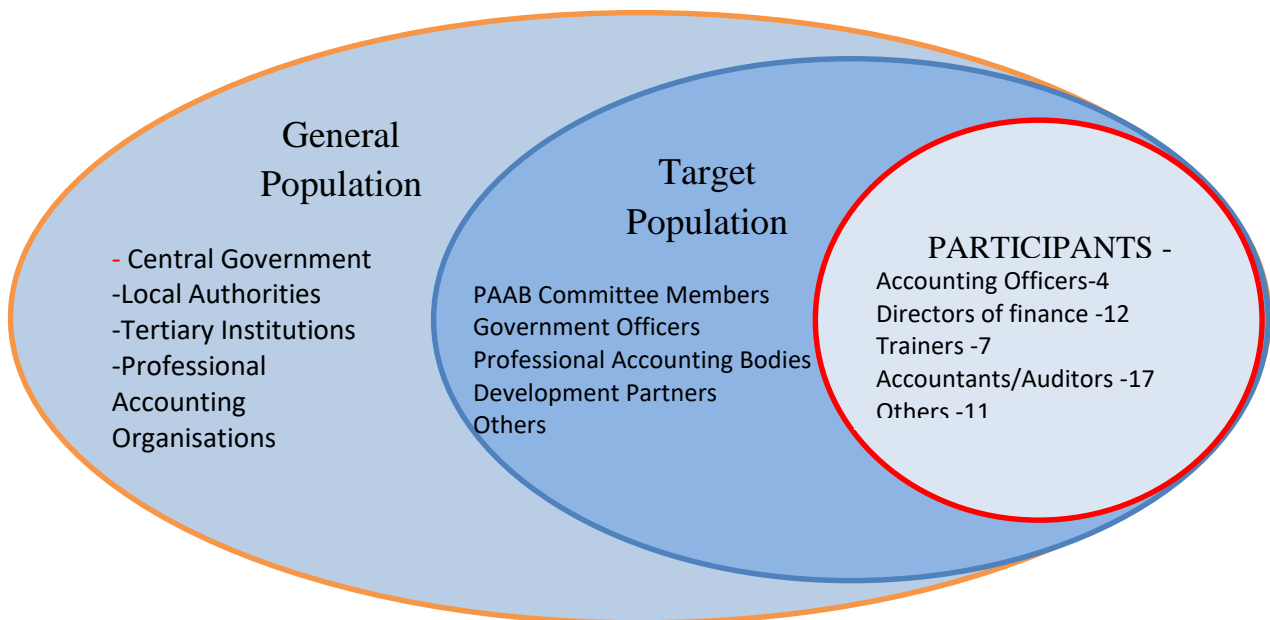 General
Population
- Central Government
-Local Authorities
-Tertiary Institutions
-Professional
Accounting
Organisations
Target
Population
PAAB Committee Members
Government Officers
Professional Accounting Bodies
Development Partners
Others
PARTICIPANTS -
Accounting Officers-4
Directors of finance -12
Trainers -7
Accountants/Auditors -17
Others -11